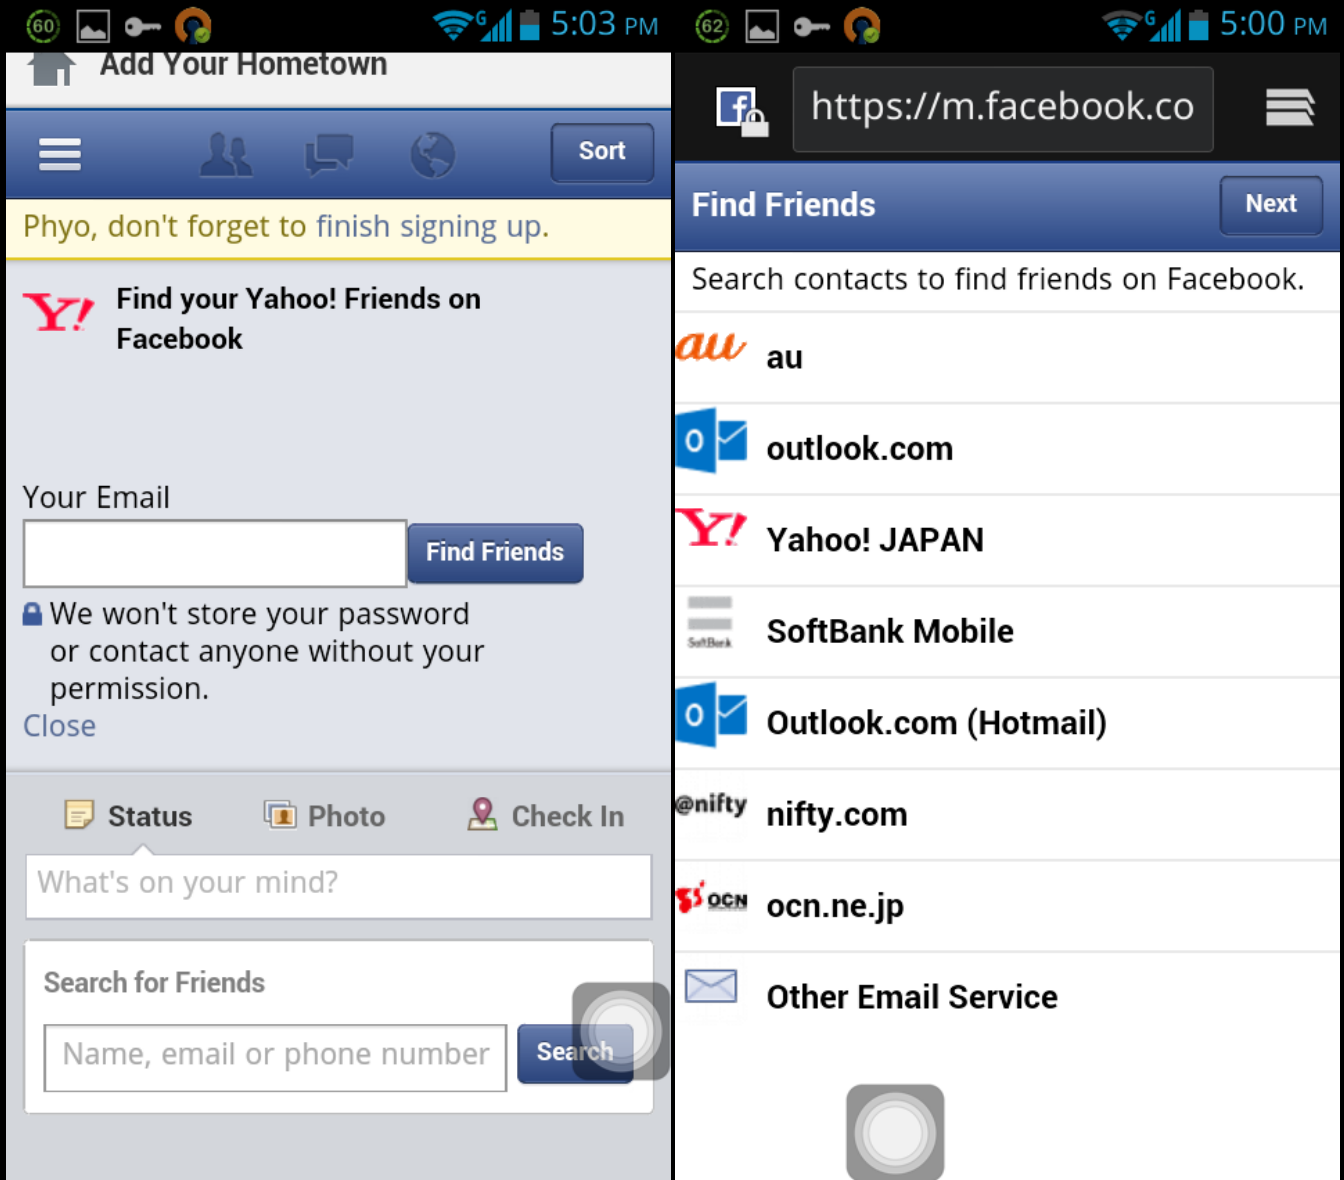 60
5:03 PM
Add Your Hometown
Sort
Phyo, don't forget to finish signing up.
Y!
Find your Yahoo! Friends on
Facebook
Your Email
Find Friends
We won't store your password
or contact anyone without your
permission.
Close
Status
Photo
Check In
What's on your mind?
Search for Friends
Name, email or phone number
Search
62
G
5:00 PM
f
https://m.facebook.co
Find Friends
Next
Search contacts to find friends on Facebook.
au
au
outlook.com
Y!
Yahoo! JAPAN
SoftBank
SoftBank Mobile
Outlook.com (Hotmail)
@nifty
nifty.com
OCN
ocn.ne.jp
Other Email Service